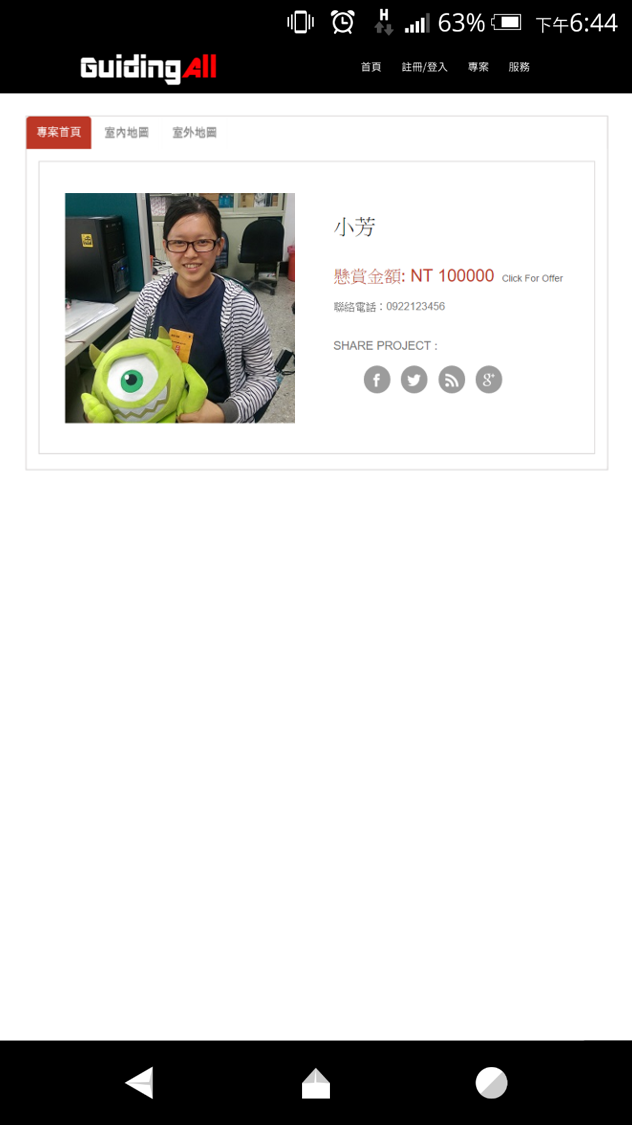 H 63% 下午6:44
GuidingAll 首頁 註冊/登入 專案 服務
專案首頁 室內地圖 室外地圖
小芳
懸賞金額: NT 100000 Click For Offer
聯絡電話：0922123456
SHARE PROJECT :